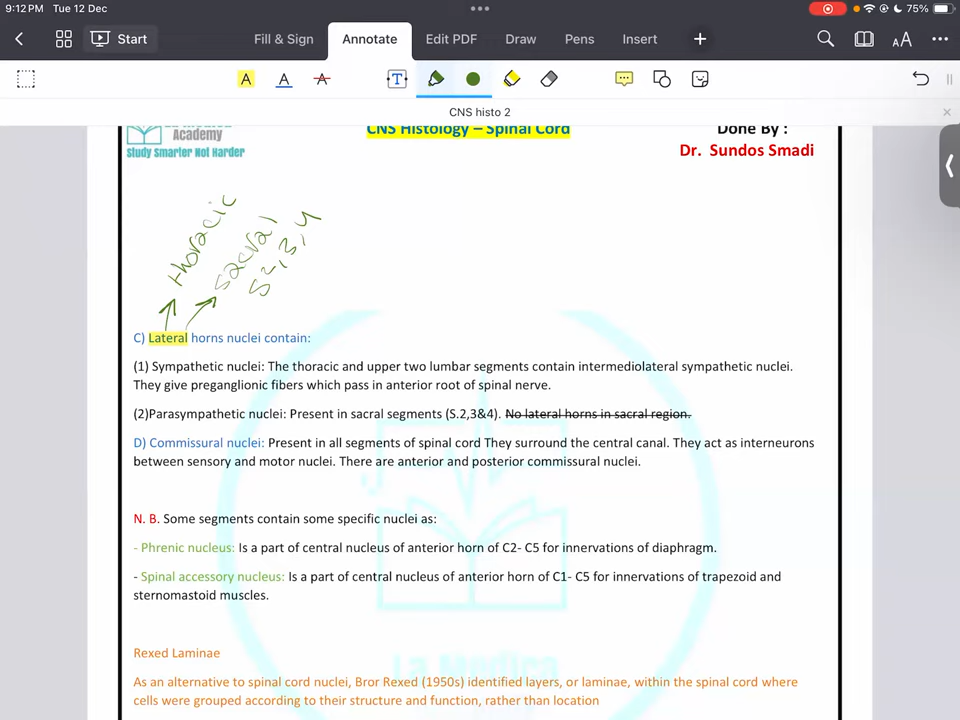 9:12 PM Tue 12 Dec
75%
Start
Fill & Sign
Annotate
Edit PDF
Draw
Pens
Insert
CNS histo 2
Academy
Study Smarter Not Harder
CNS Histology – Spinal Cord
Done By :
Dr. Sundos Smadi
thoracic
sacral
S2,3,4
C) Lateral horns nuclei contain:
(1) Sympathetic nuclei: The thoracic and upper two lumbar segments contain intermediolateral sympathetic nuclei.
They give preganglionic fibers which pass in anterior root of spinal nerve.
(2)Parasympathetic nuclei: Present in sacral segments (S.2,3&4). No lateral horns in sacral region.
D) Commissural nuclei: Present in all segments of spinal cord They surround the central canal. They act as interneurons
between sensory and motor nuclei. There are anterior and posterior commissural nuclei.
N. B. Some segments contain some specific nuclei as:
- Phrenic nucleus: Is a part of central nucleus of anterior horn of C2- C5 for innervations of diaphragm.
- Spinal accessory nucleus: Is a part of central nucleus of anterior horn of C1- C5 for innervations of trapezoid and
sternomastoid muscles.
Rexed Laminae
As an alternative to spinal cord nuclei, Bror Rexed (1950s) identified layers, or laminae, within the spinal cord where
cells were grouped according to their structure and function, rather than location
La Medica